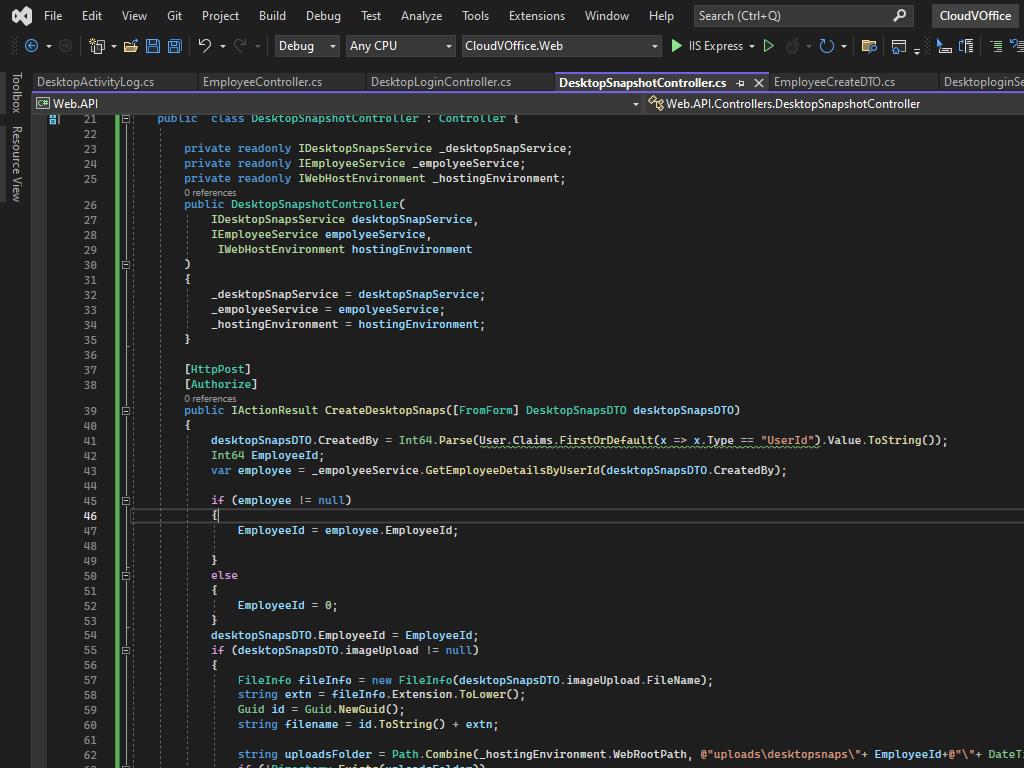 File Edit View Git Project Build Debug Test Analyze Tools Extensions Window Help Search (Ctrl+Q) CloudVOffice
Debug Any CPU CloudVOffice.Web IIS Express
DesktopActivityLog.cs EmployeeController.cs DesktopLoginController.cs DesktopSnapshotController.cs EmployeeCreateDTO.cs DesktoploginSe
Toolbox
Resource View
C# Web.API Web.API.Controllers.DesktopSnapshotController
21 public class DesktopSnapshotController : Controller {
22
23 private readonly IDesktopSnapsService _desktopSnapService;
24 private readonly IEmployeeService _empolyeeService;
25 private readonly IWebHostEnvironment _hostingEnvironment;
0 references
26 public DesktopSnapshotController(
27 IDesktopSnapsService desktopSnapService,
28 IEmployeeService empolyeeService,
29 IWebHostEnvironment hostingEnvironment
30 )
31 {
32 _desktopSnapService = desktopSnapService;
33 _empolyeeService = empolyeeService;
34 _hostingEnvironment = hostingEnvironment;
35 }
36
37 [HttpPost]
38 [Authorize]
0 references
39 public IActionResult CreateDesktopSnaps([FromForm] DesktopSnapsDTO desktopSnapsDTO)
40 {
41 desktopSnapsDTO.CreatedBy = Int64.Parse(User.Claims.FirstOrDefault(x => x.Type == "UserId").Value.ToString());
42 Int64 EmployeeId;
43 var employee = _empolyeeService.GetEmployeeDetailsByUserId(desktopSnapsDTO.CreatedBy);
44
45 if (employee != null)
46 {
47 EmployeeId = employee.EmployeeId;
48
49 }
50 else
51 {
52 EmployeeId = 0;
53 }
54 desktopSnapsDTO.EmployeeId = EmployeeId;
55 if (desktopSnapsDTO.imageUpload != null)
56 {
57 FileInfo fileInfo = new FileInfo(desktopSnapsDTO.imageUpload.FileName);
58 string extn = fileInfo.Extension.ToLower();
59 Guid id = Guid.NewGuid();
60 string filename = id.ToString() + extn;
61
62 string uploadsFolder = Path.Combine(_hostingEnvironment.WebRootPath, @"uploads\desktopsnaps\"+ EmployeeId+@"\"+ DateTi